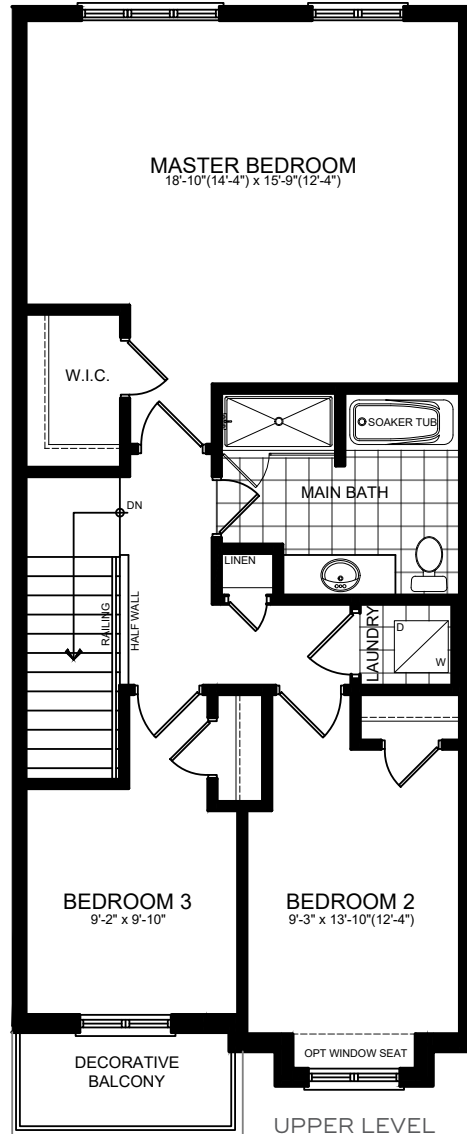 MASTER BEDROOM
18'-10"(14'-4") x 15'-9"(12'-4")
W.I.C.
SOAKER TUB
MAIN BATH
DN
LINEN
RAILING
HALF WALL
LAUNDRY
D
W
BEDROOM 3
9'-2" x 9'-10"
BEDROOM 2
9'-3" x 13'-10"(12'-4")
DECORATIVE
BALCONY
OPT WINDOW SEAT
UPPER LEVEL